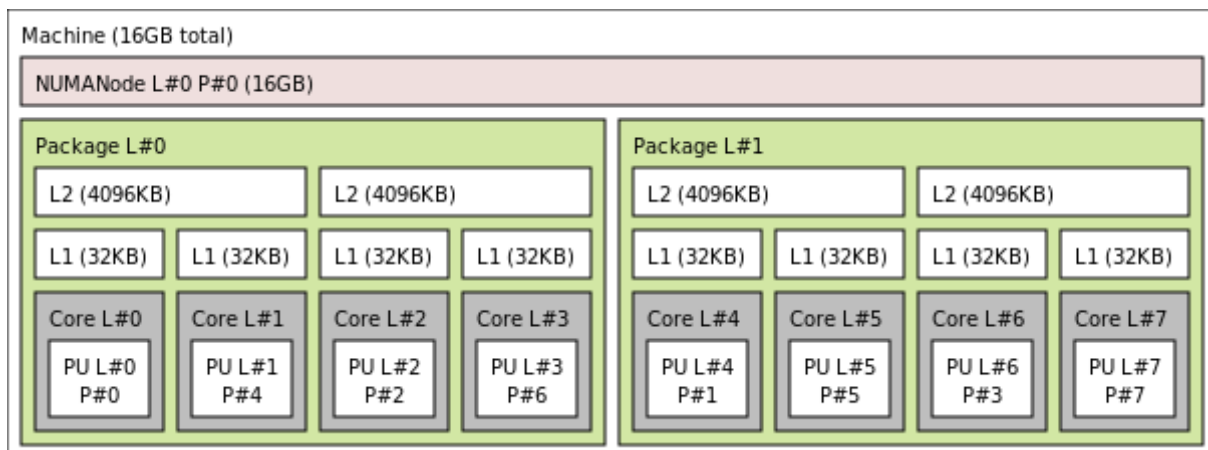 Machine (16GB total)
NUMANode L#0 P#0 (16GB)
Package L#0
L2 (4096KB)
L2 (4096KB)
L1 (32KB)
L1 (32KB)
L1 (32KB)
L1 (32KB)
Core L#0
PU L#0
P#0
Core L#1
PU L#1
P#4
Core L#2
PU L#2
P#2
Core L#3
PU L#3
P#6
Package L#1
L2 (4096KB)
L2 (4096KB)
L1 (32KB)
L1 (32KB)
L1 (32KB)
L1 (32KB)
Core L#4
PU L#4
P#1
Core L#5
PU L#5
P#5
Core L#6
PU L#6
P#3
Core L#7
PU L#7
P#7